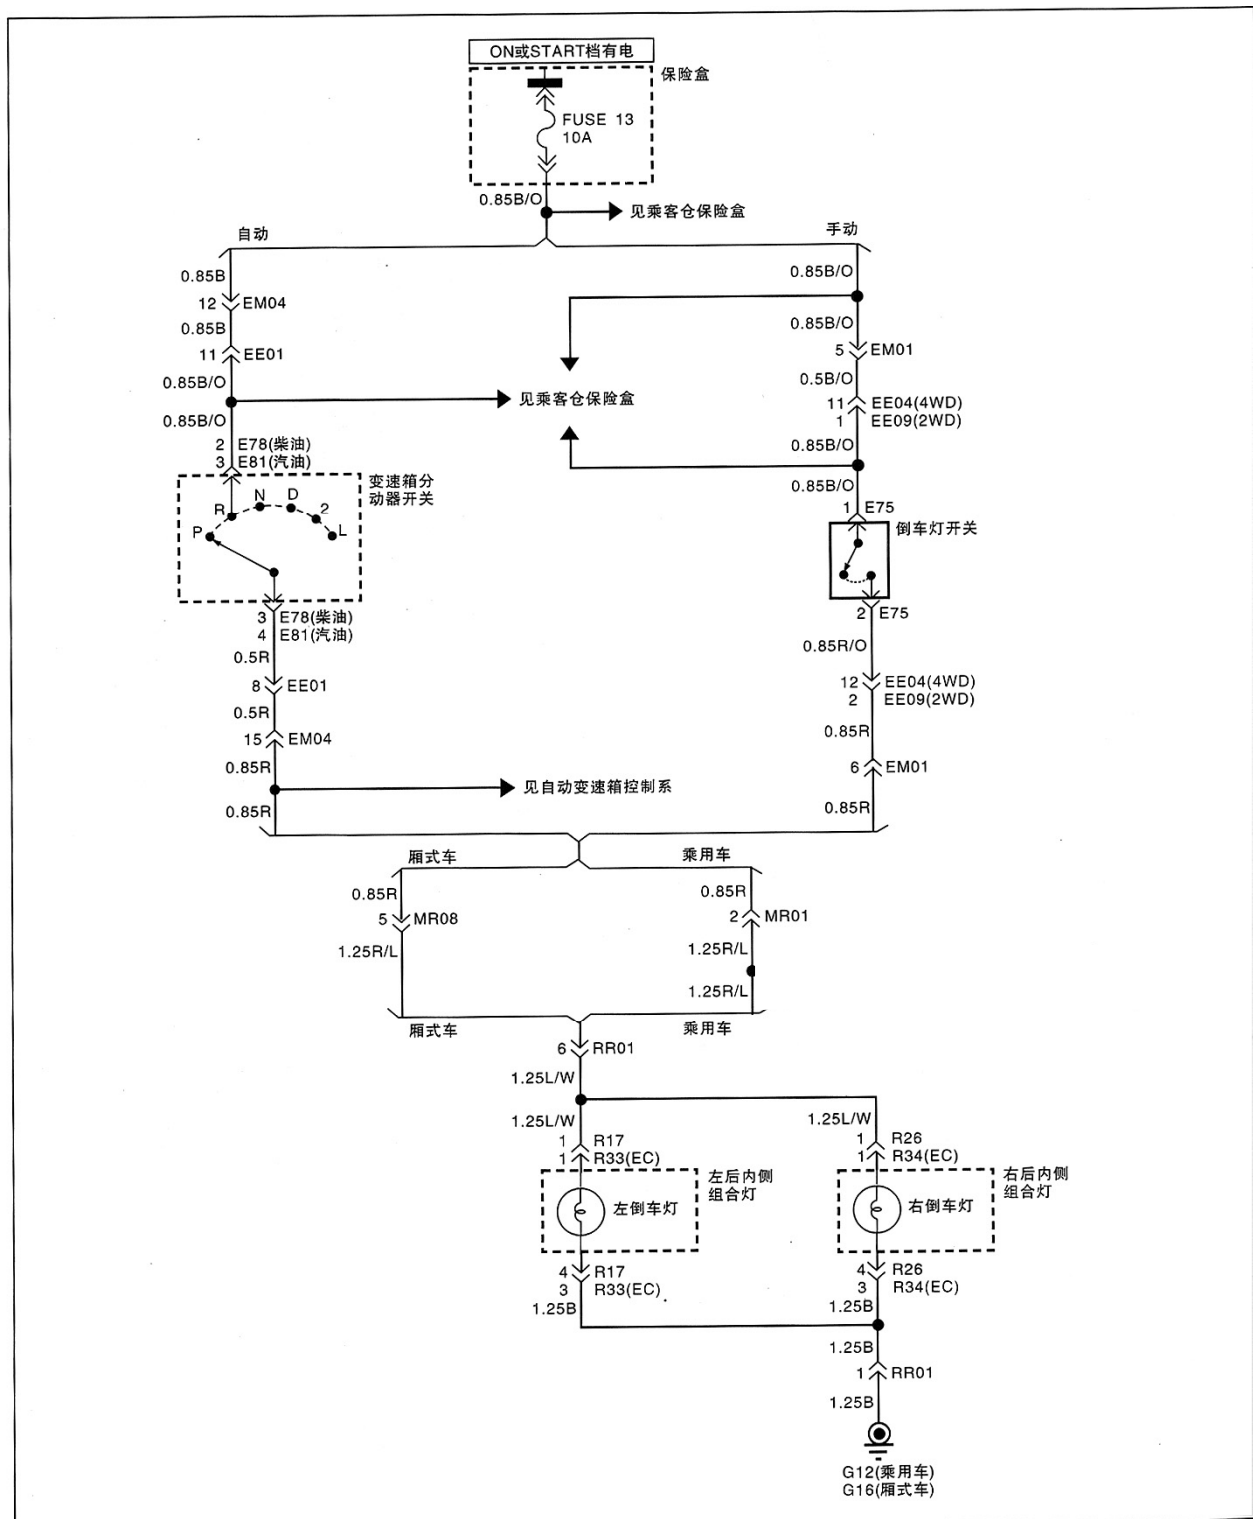 ON或START档有电
保险盒
FUSE 13
10A
0.85B/O
见乘客仓保险盒
自动
手动
0.85B
0.85B/O
12 EM04
0.85B
0.85B/O
5 EM01
11 EE01
0.85B/O
0.5B/O
见乘客仓保险盒
11 EE04(4WD)
1 EE09(2WD)
0.85B/O
0.85B/O
2 E78(柴油)
3 E81(汽油)
0.85B/O
变速箱分
动器开关
P
R
N
D
2
L
1 E75
倒车灯开关
3 E78(柴油)
4 E81(汽油)
2 E75
0.5R
0.85R/O
8 EE01
12 EE04(4WD)
2 EE09(2WD)
0.5R
0.85R
15 EM04
0.85R
6 EM01
见自动变速箱控制系
0.85R
0.85R
厢式车
乘用车
0.85R
0.85R
5 MR08
2 MR01
1.25R/L
1.25R/L
1.25R/L
厢式车
乘用车
6 RR01
1.25L/W
1.25L/W
1.25L/W
1 R17
1 R33(EC)
1 R26
1 R34(EC)
左后内侧
组合灯
右后内侧
组合灯
左倒车灯
右倒车灯
4 R17
3 R33(EC)
4 R26
3 R34(EC)
1.25B
1.25B
1.25B
1 RR01
1.25B
G12(乘用车)
G16(厢式车)